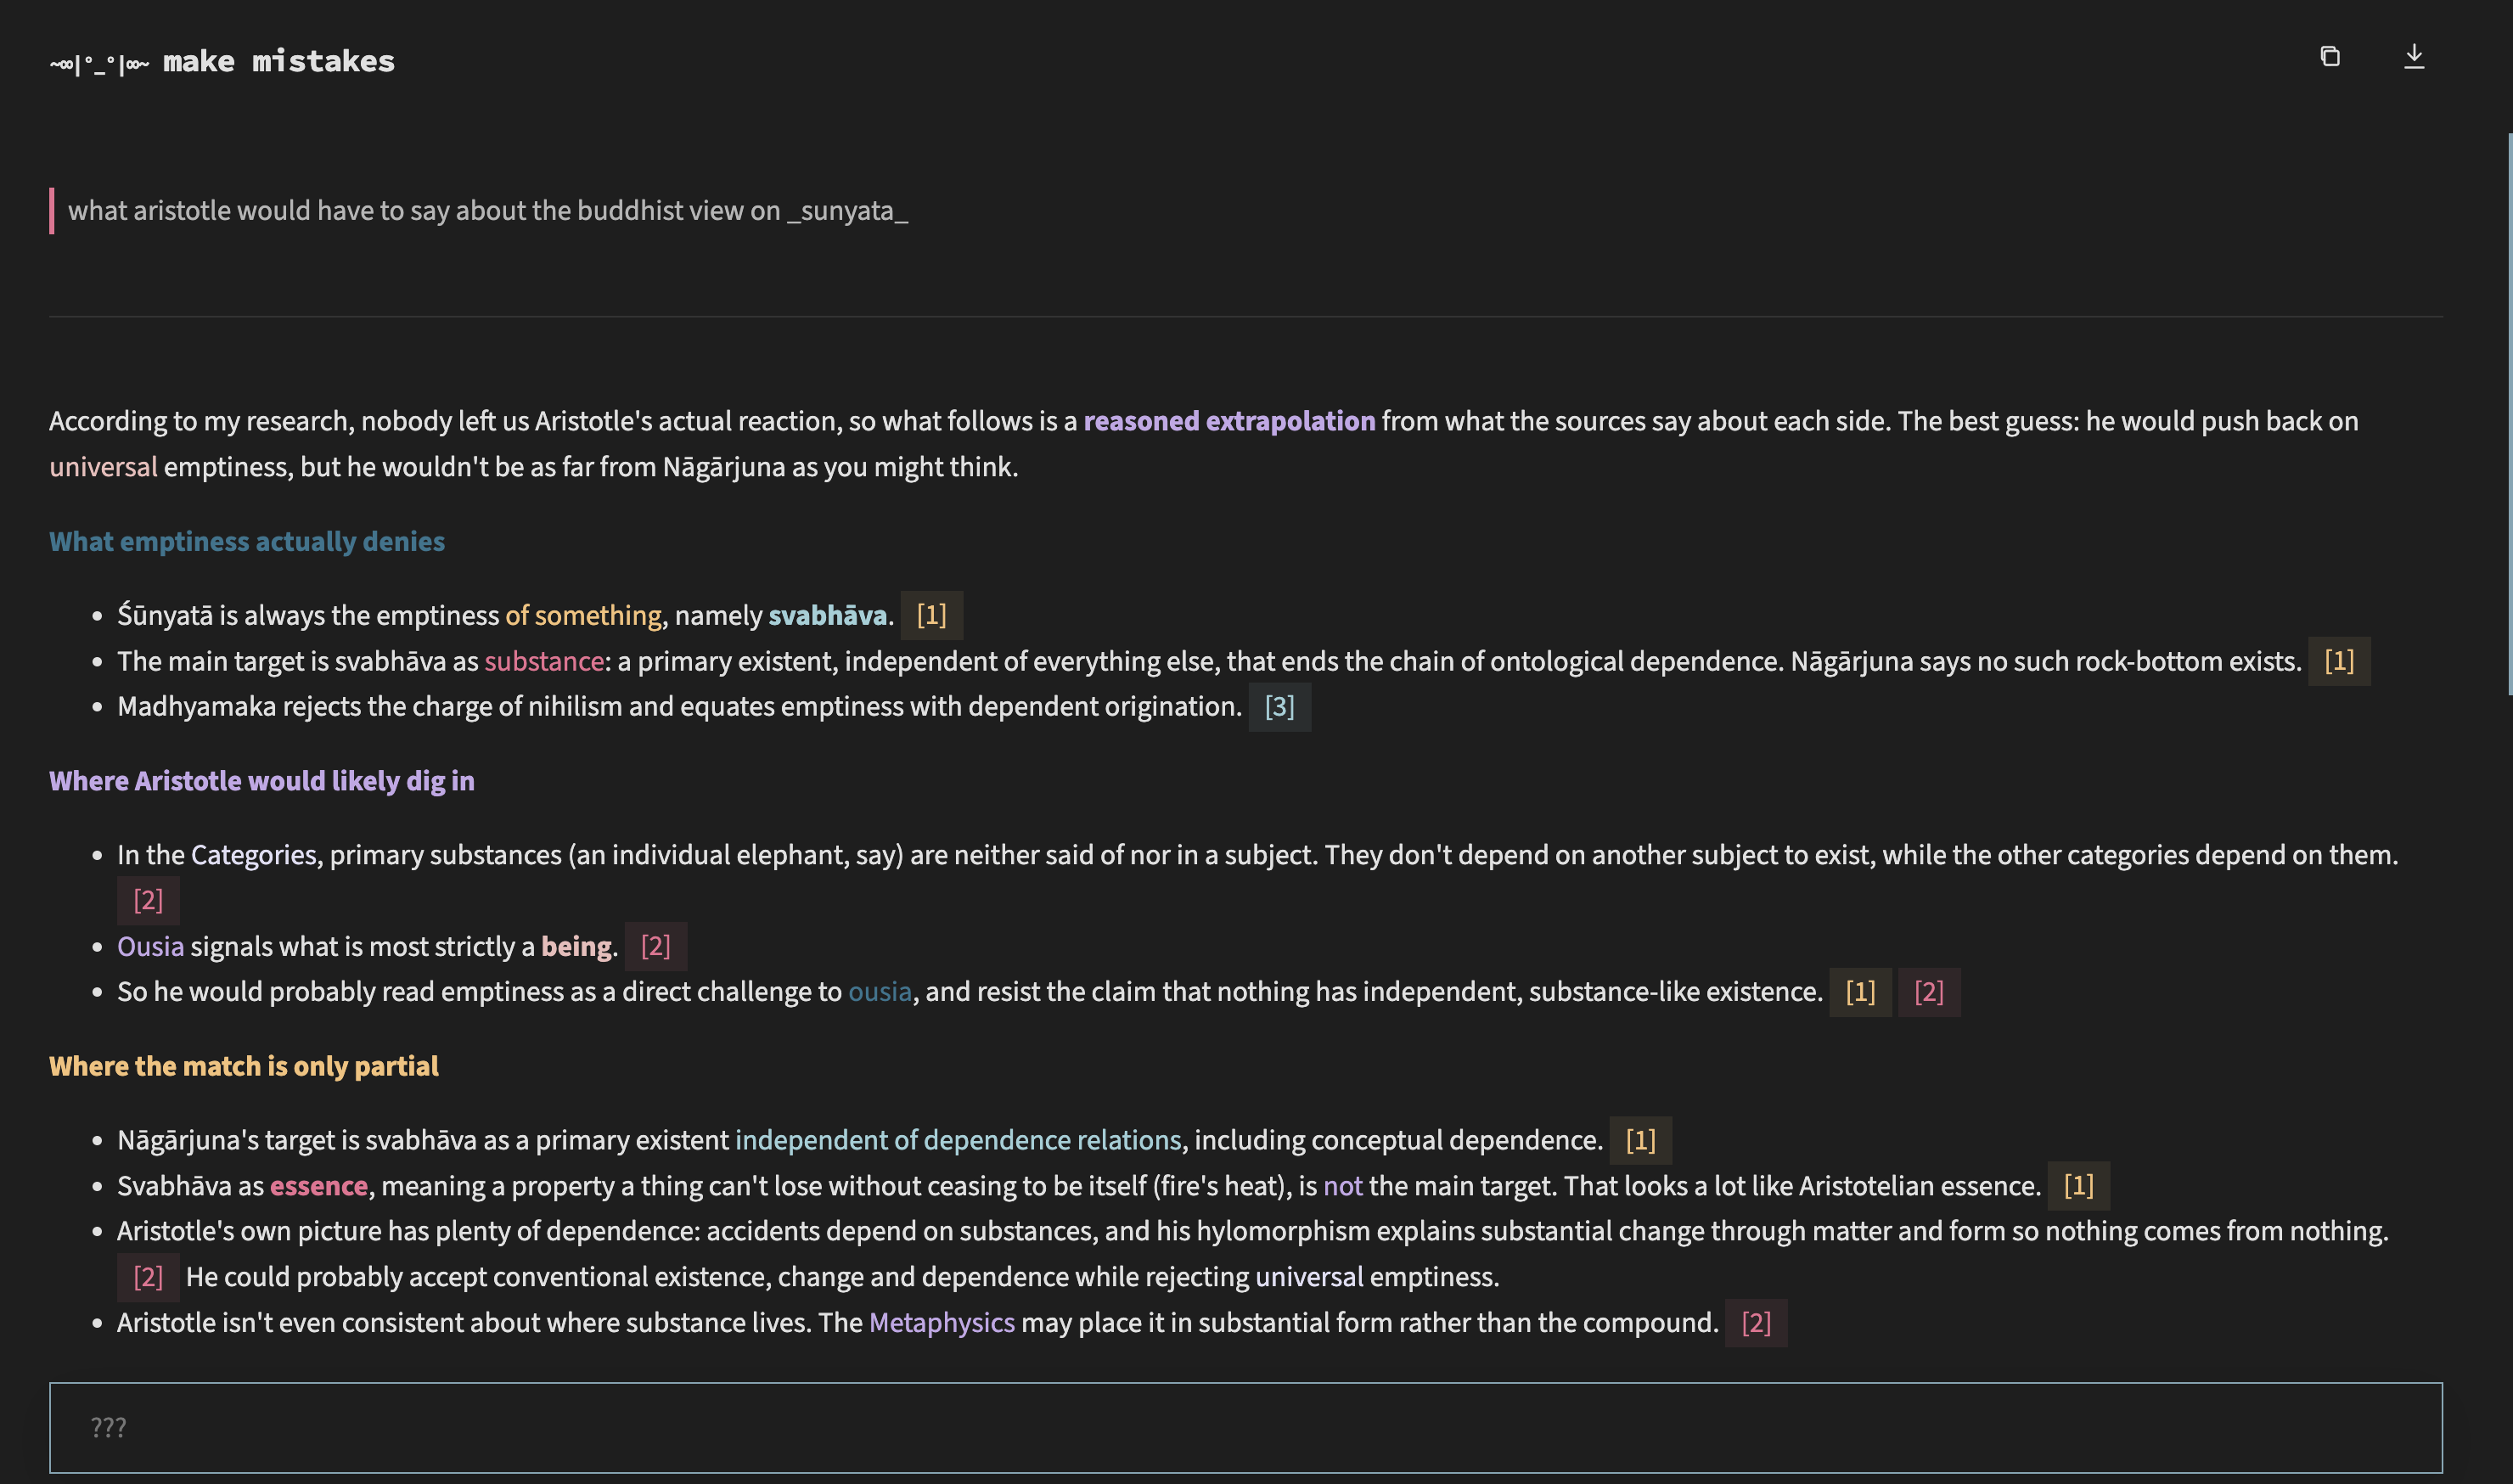 ~∞|°_°|∞~ make mistakes
what aristotle would have to say about the buddhist view on _sunyata_
According to my research, nobody left us Aristotle's actual reaction, so what follows is a reasoned extrapolation from what the sources say about each side. The best guess: he would push back on
universal emptiness, but he wouldn't be as far from Nāgārjuna as you might think.
What emptiness actually denies
• Śūnyatā is always the emptiness of something, namely svabhāva. [1]
• The main target is svabhāva as substance: a primary existent, independent of everything else, that ends the chain of ontological dependence. Nāgārjuna says no such rock-bottom exists. [1]
• Madhyamaka rejects the charge of nihilism and equates emptiness with dependent origination. [3]
Where Aristotle would likely dig in
• In the Categories, primary substances (an individual elephant, say) are neither said of nor in a subject. They don't depend on another subject to exist, while the other categories depend on them.
[2]
• Ousia signals what is most strictly a being. [2]
• So he would probably read emptiness as a direct challenge to ousia, and resist the claim that nothing has independent, substance-like existence. [1] [2]
Where the match is only partial
• Nāgārjuna's target is svabhāva as a primary existent independent of dependence relations, including conceptual dependence. [1]
• Svabhāva as essence, meaning a property a thing can't lose without ceasing to be itself (fire's heat), is not the main target. That looks a lot like Aristotelian essence. [1]
• Aristotle's own picture has plenty of dependence: accidents depend on substances, and his hylomorphism explains substantial change through matter and form so nothing comes from nothing.
[2] He could probably accept conventional existence, change and dependence while rejecting universal emptiness.
• Aristotle isn't even consistent about where substance lives. The Metaphysics may place it in substantial form rather than the compound. [2]
???